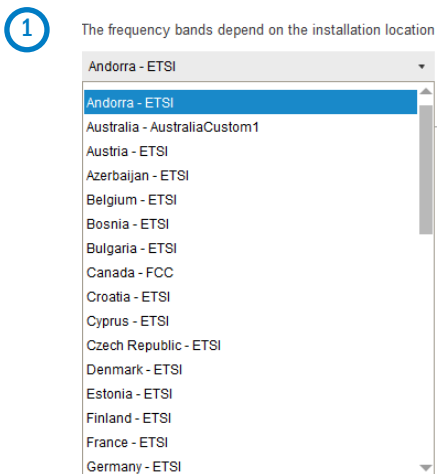 1
The frequency bands depend on the installation location
Andorra - ETSI
Andorra - ETSI
Australia - AustraliaCustom1
Austria - ETSI
Azerbaijan - ETSI
Belgium - ETSI
Bosnia - ETSI
Bulgaria - ETSI
Canada - FCC
Croatia - ETSI
Cyprus - ETSI
Czech Republic - ETSI
Denmark - ETSI
Estonia - ETSI
Finland - ETSI
France - ETSI
Germany - ETSI